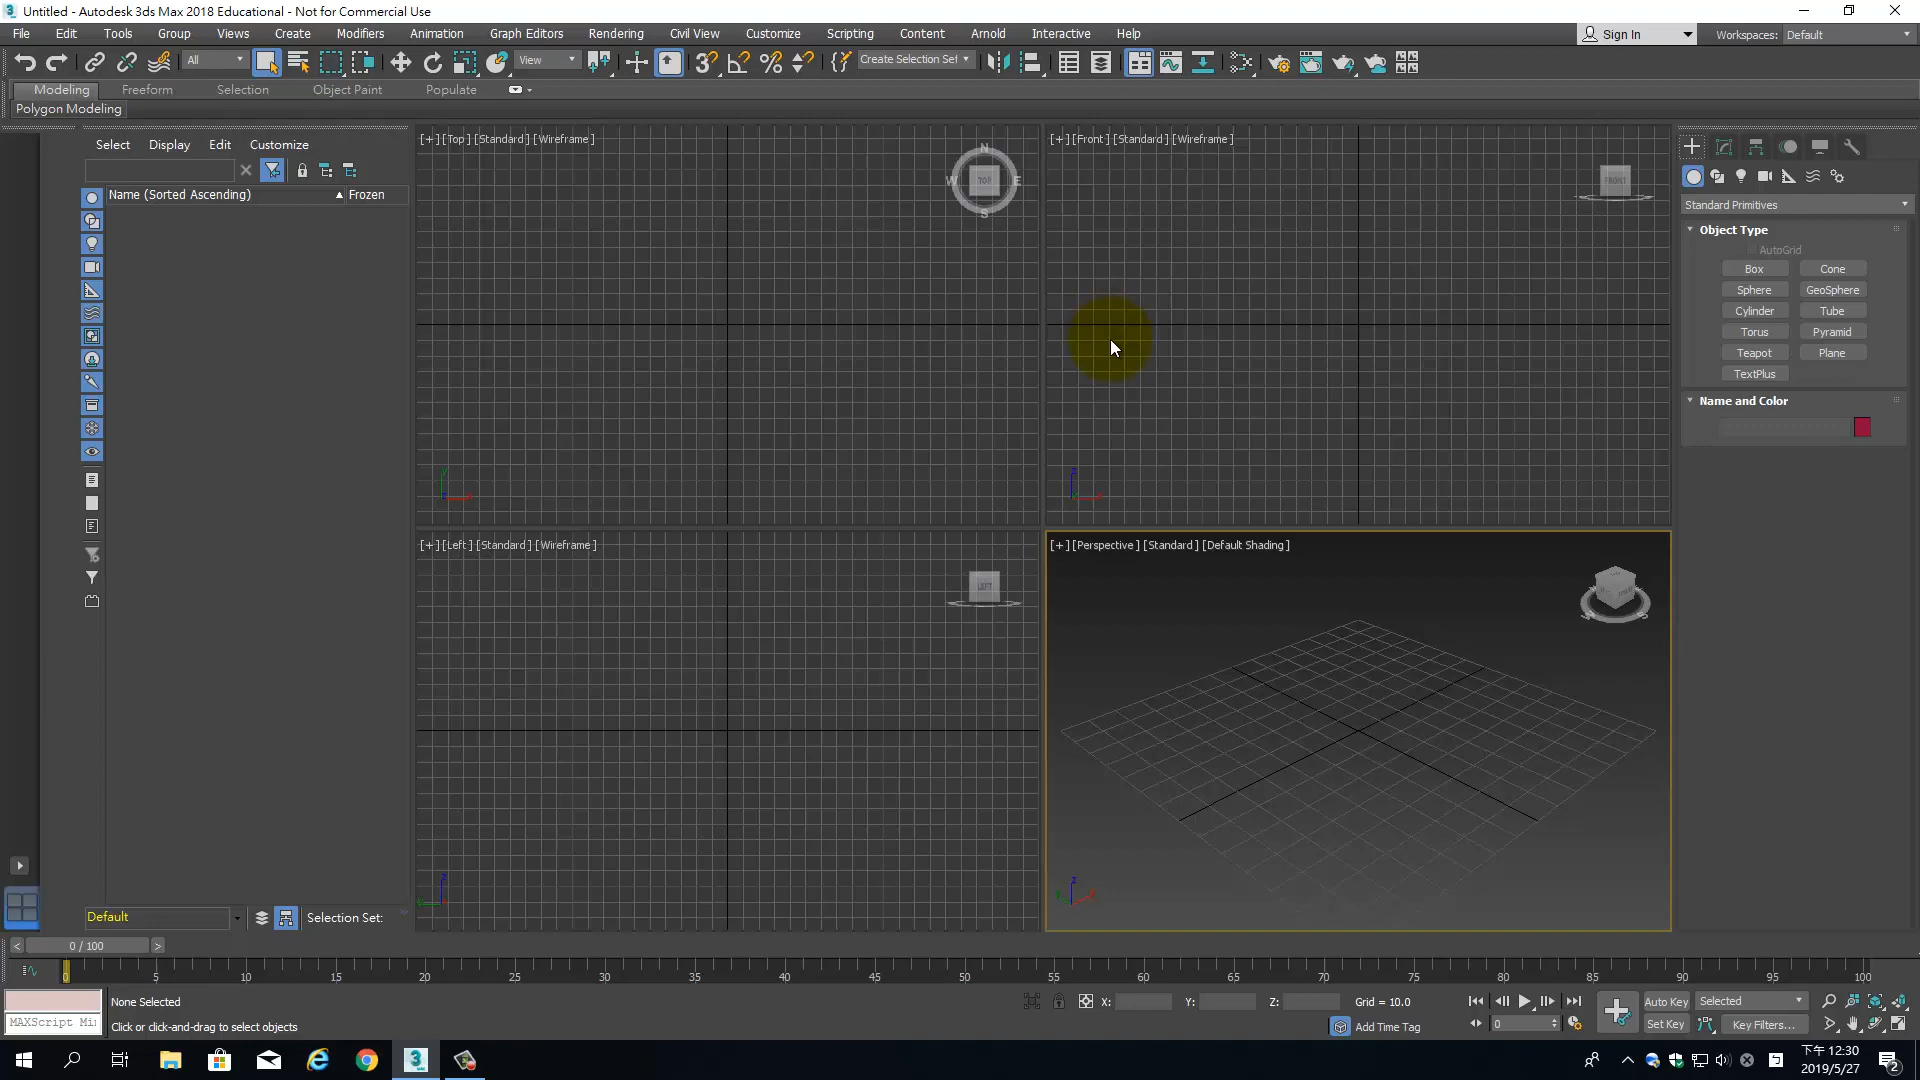 Untitled - Autodesk 3ds Max 2018 Educational - Not for Commercial Use
File Edit Tools Group Views Create Modifiers Animation Graph Editors Rendering Civil View Customize Scripting Content Arnold Interactive Help
Sign In Workspaces: Default
All View Create Selection Set
Modeling Freeform Selection Object Paint Populate
Polygon Modeling
Select Display Edit Customize
Name (Sorted Ascending) Frozen
[+] [Top] [Standard] [Wireframe]
N
W TOP E
S
[+] [Front] [Standard] [Wireframe]
FRONT
[+] [Left] [Standard] [Wireframe]
LEFT
[+] [Perspective] [Standard] [Default Shading]
Standard Primitives
Object Type
AutoGrid
Box Cone
Sphere GeoSphere
Cylinder Tube
Torus Pyramid
Teapot Plane
TextPlus
Name and Color
Default Selection Set:
< 0 / 100 >
0 5 10 15 20 25 30 35 40 45 50 55 60 65 70 75 80 85 90 95 100
None Selected X: Y: Z: Grid = 10.0 Auto Key Selected
MAXScript Mi
Click or click-and-drag to select objects Add Time Tag 0 Set Key Key Filters...
下午 12:30
2019/5/27
2